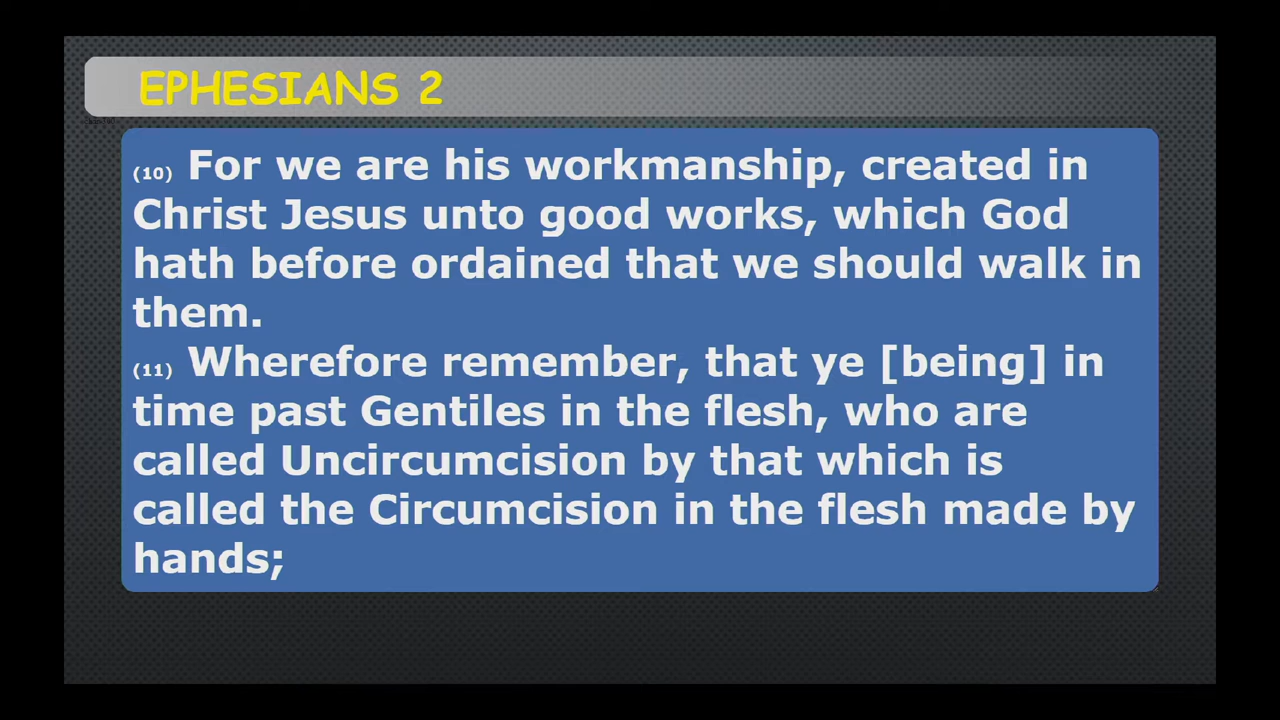 EPHESIANS 2
(10) For we are his workmanship, created in
Christ Jesus unto good works, which God
hath before ordained that we should walk in
them.
(11) Wherefore remember, that ye [being] in
time past Gentiles in the flesh, who are
called Uncircumcision by that which is
called the Circumcision in the flesh made by
hands;